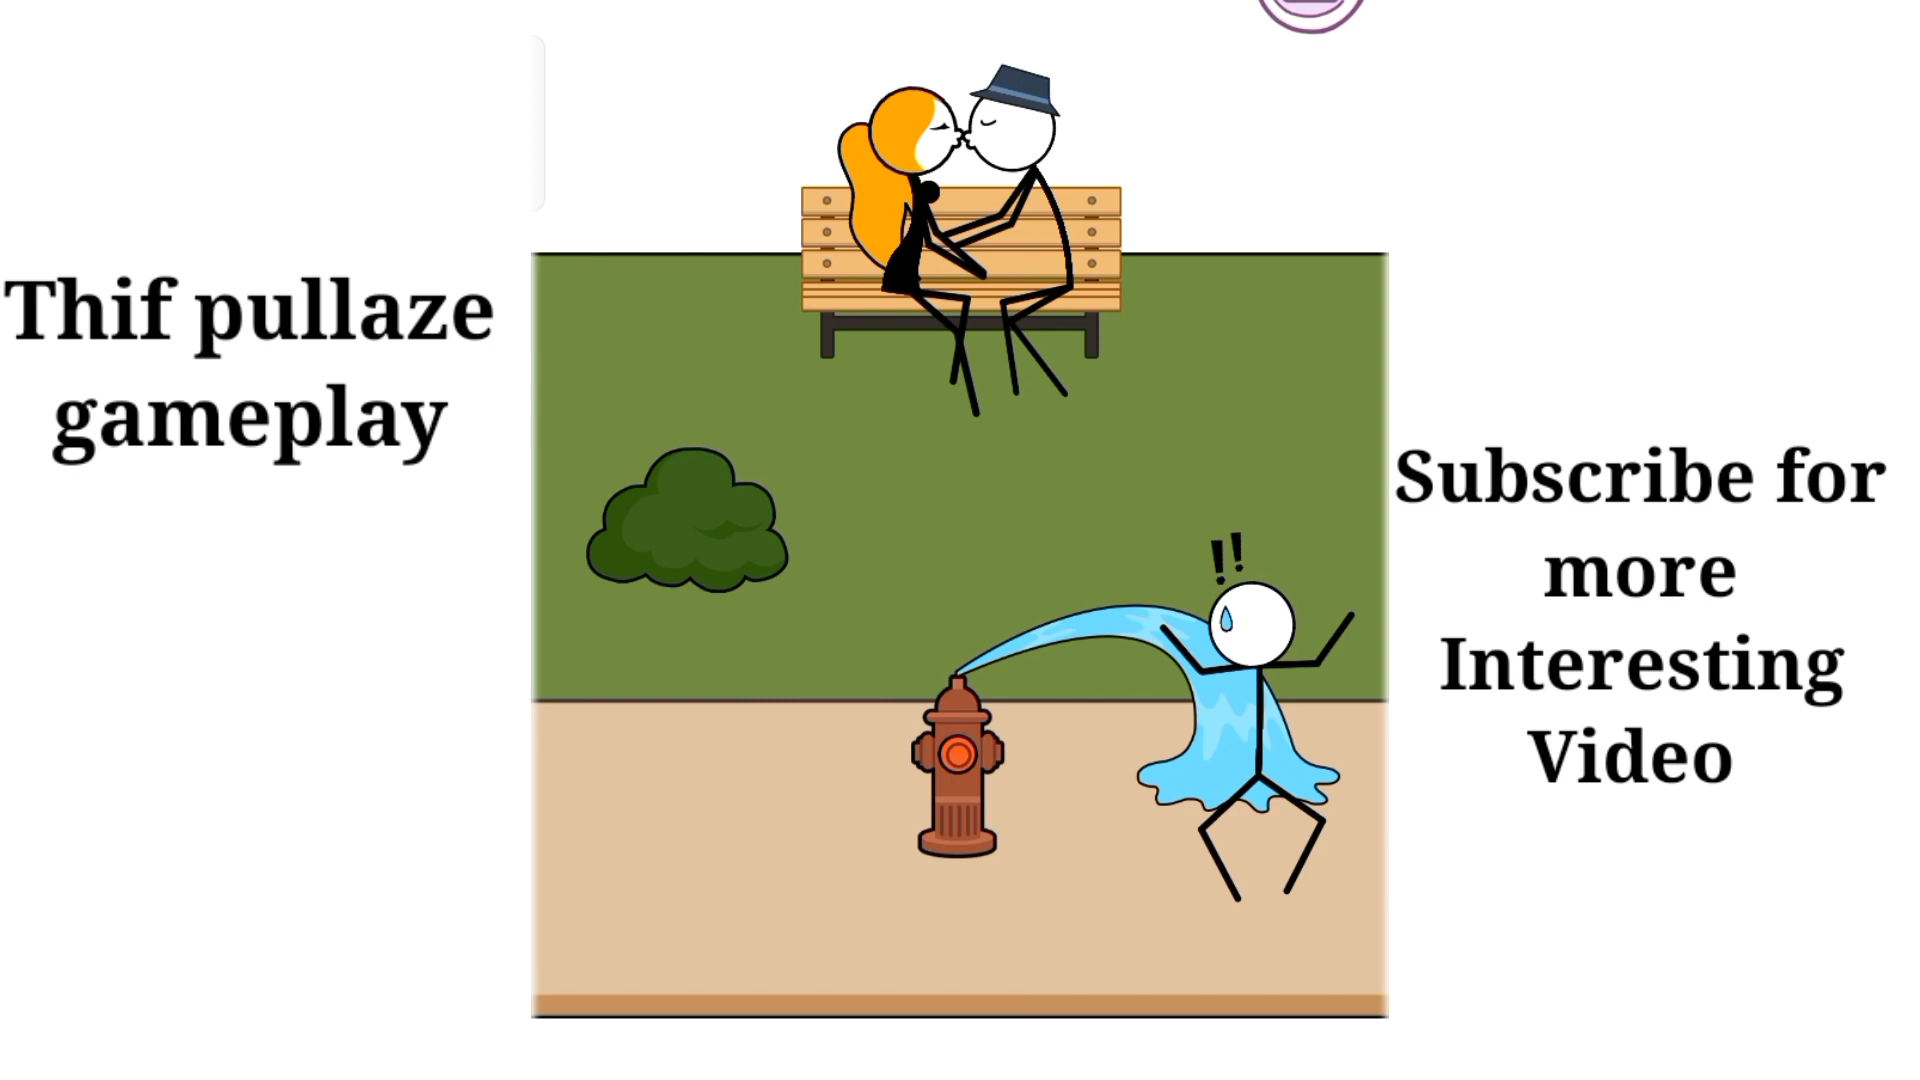 Thif pullaze
gameplay
Subscribe for
more
Interesting
Video
!!